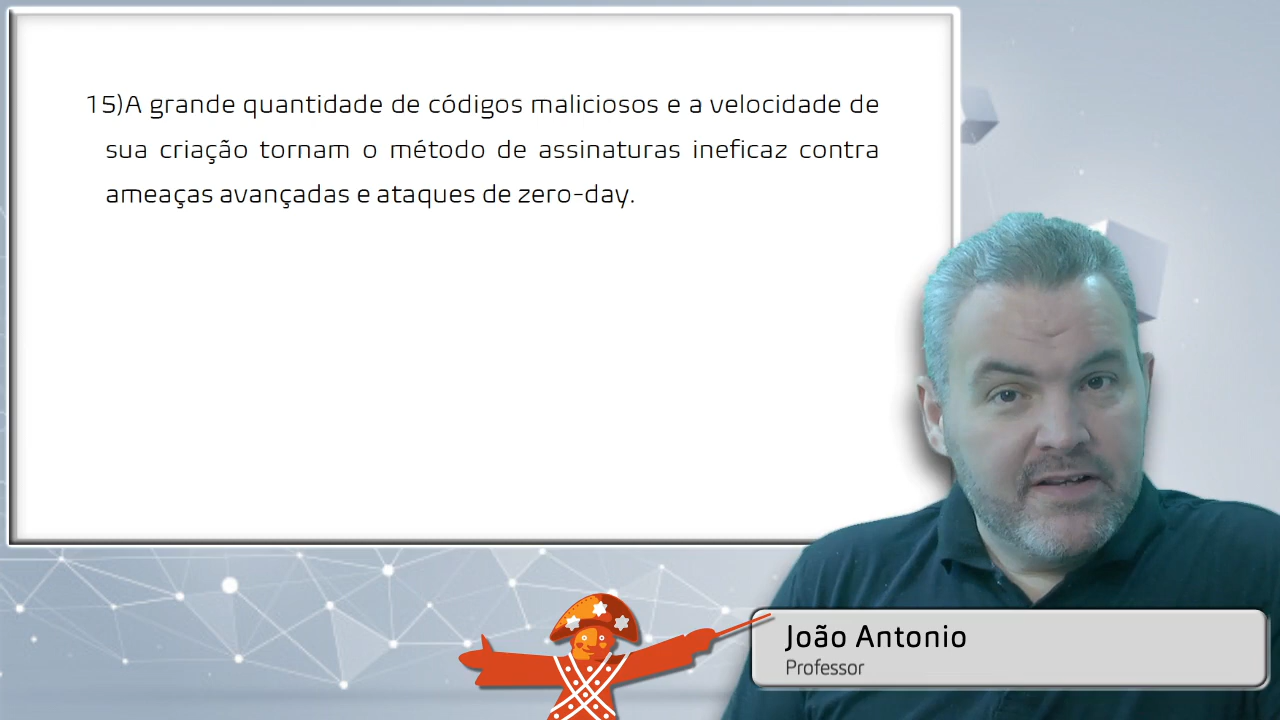 15)A grande quantidade de códigos maliciosos e a velocidade de
sua criação tornam o método de assinaturas ineficaz contra
ameaças avançadas e ataques de zero-day.
João Antonio
Professor